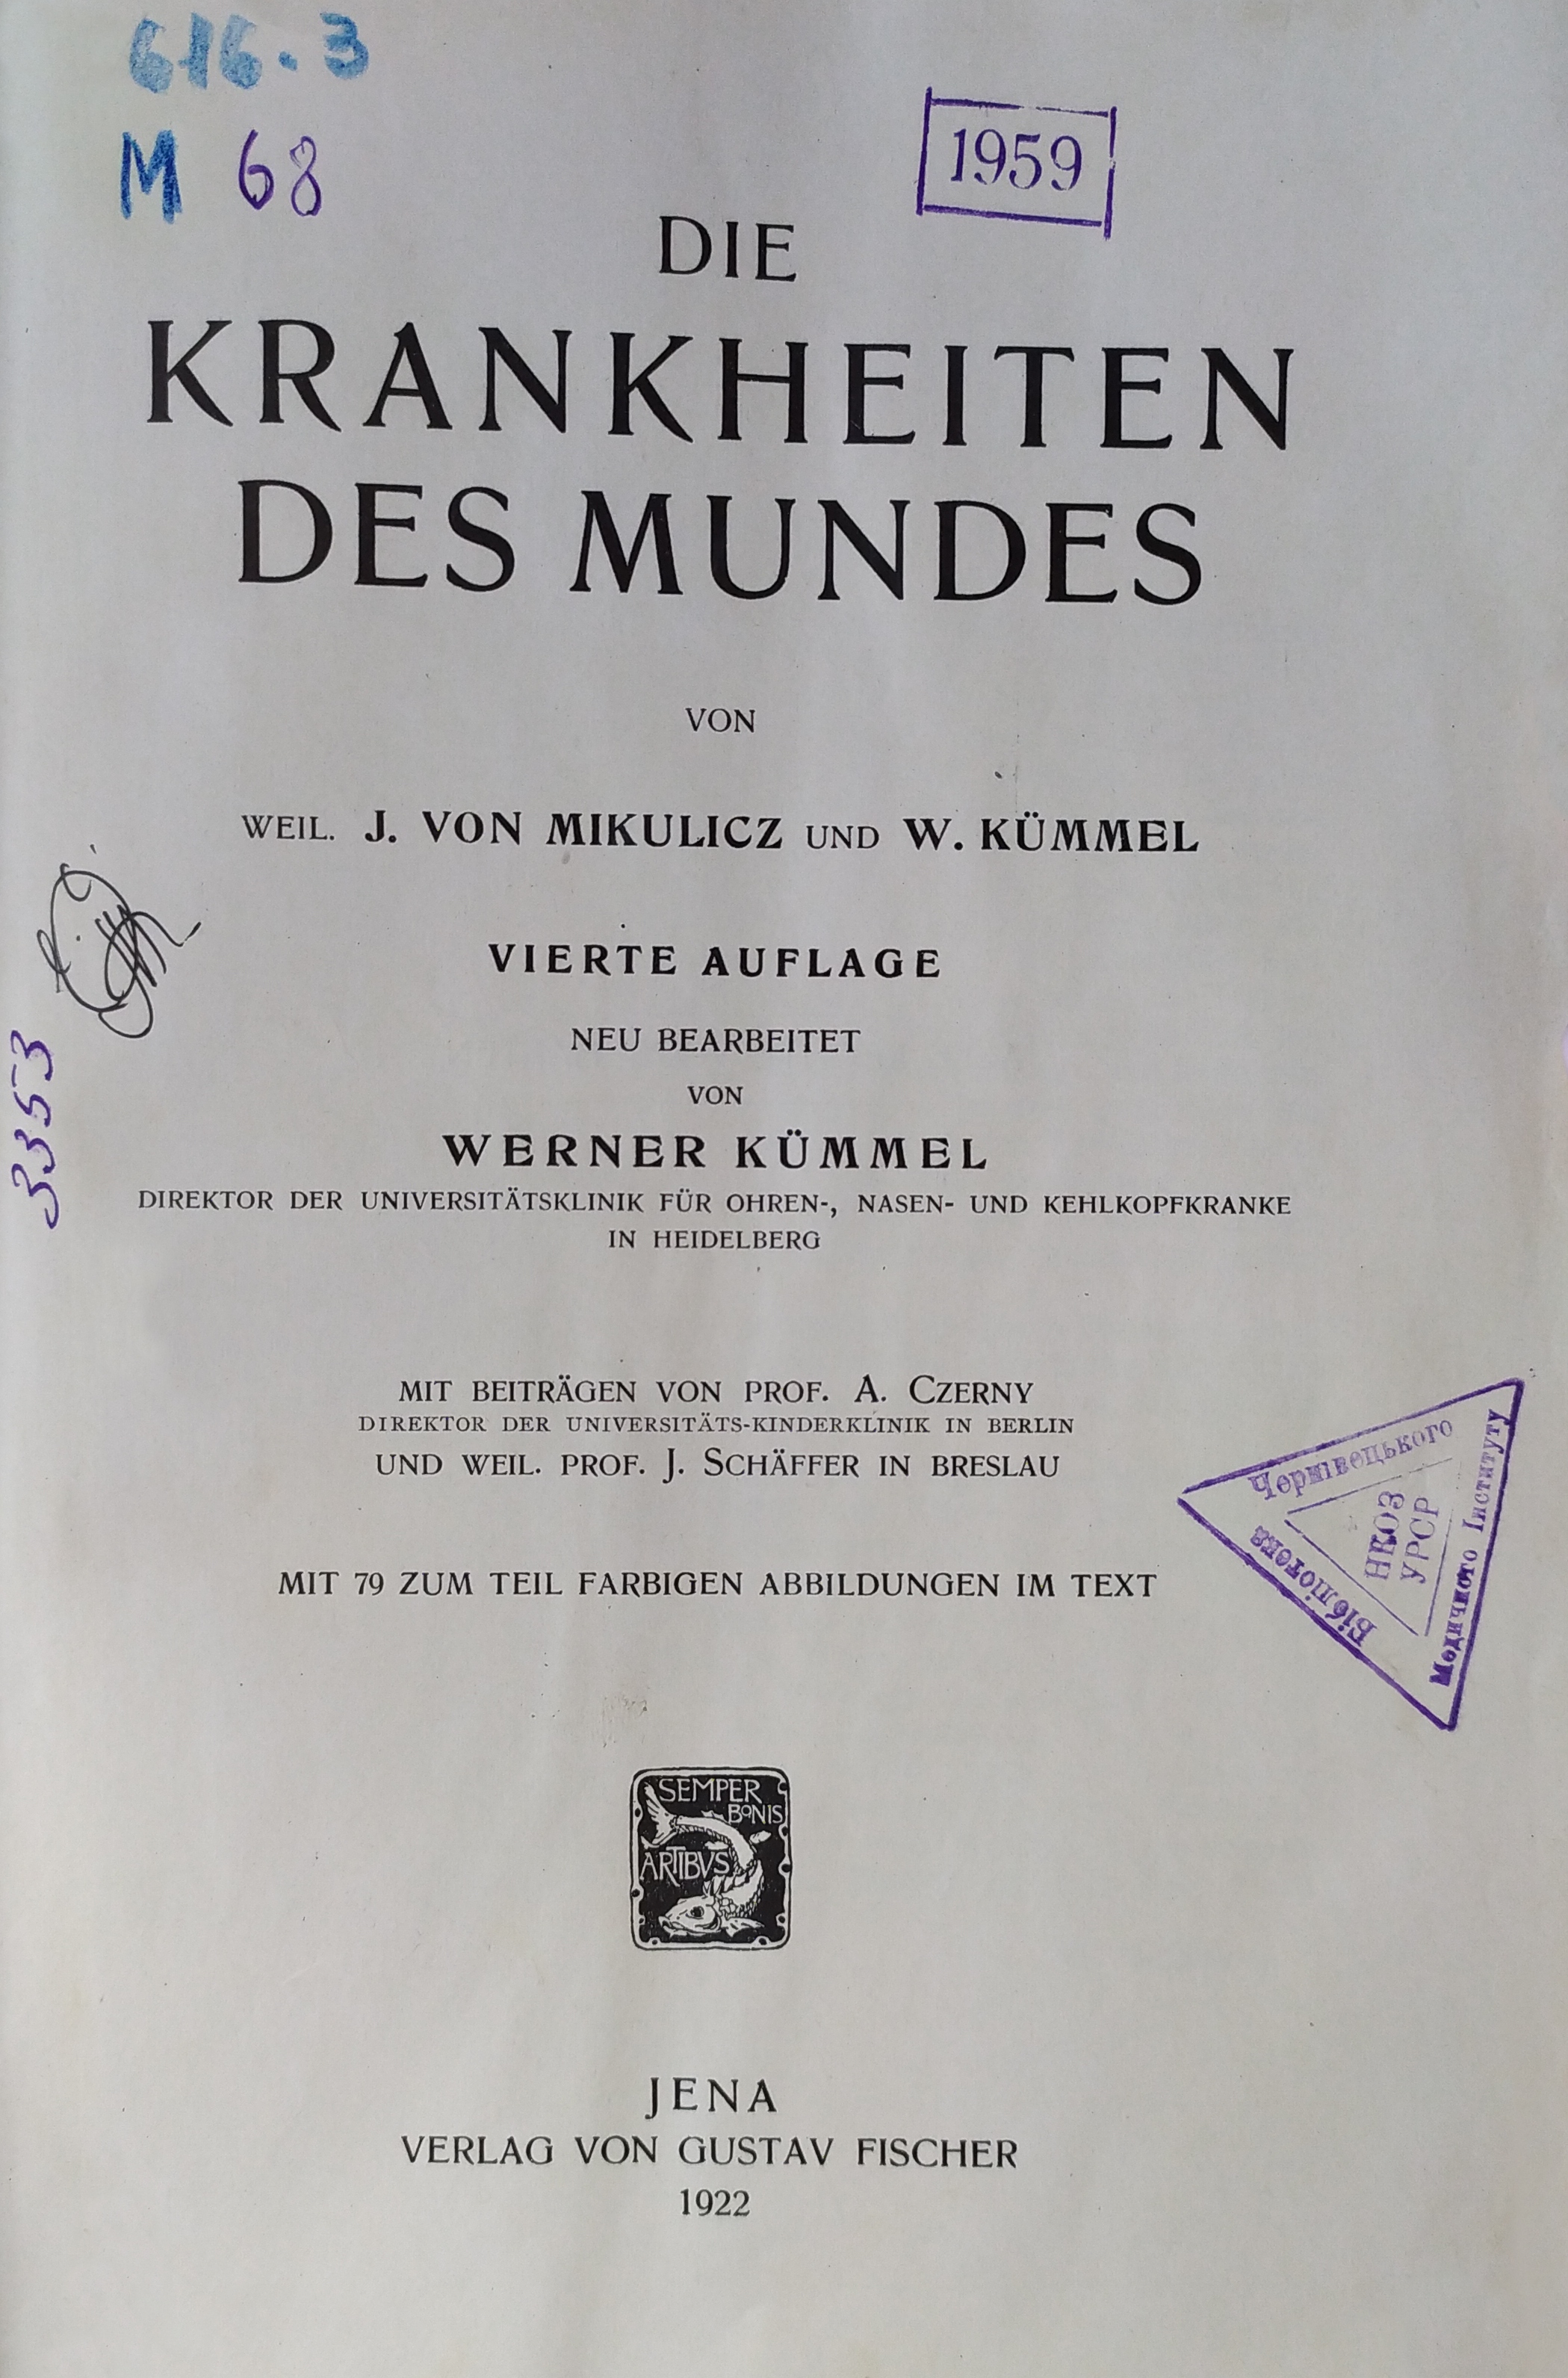 616.3
M 68
1959
DIE
KRANKHEITEN
DES MUNDES
VON
WEIL. J. VON MIKULICZ UND W. KÜMMEL
VIERTE AUFLAGE
NEU BEARBEITET
VON
WERNER KÜMMEL
DIREKTOR DER UNIVERSITÄTSKLINIK FÜR OHREN-, NASEN- UND KEHLKOPFKRANKE
IN HEIDELBERG
3353
MIT BEITRÄGEN VON PROF. A. CZERNY
DIREKTOR DER UNIVERSITÄTS-KINDERKLINIK IN BERLIN
UND WEIL. PROF. J. SCHÄFFER IN BRESLAU
MIT 79 ZUM TEIL FARBIGEN ABBILDUNGEN IM TEXT
Бібліотека
Чернівецького
Медичного Інституту
НКОЗ
УРСР
SEMPER
BONIS
ARTIBVS
JENA
VERLAG VON GUSTAV FISCHER
1922